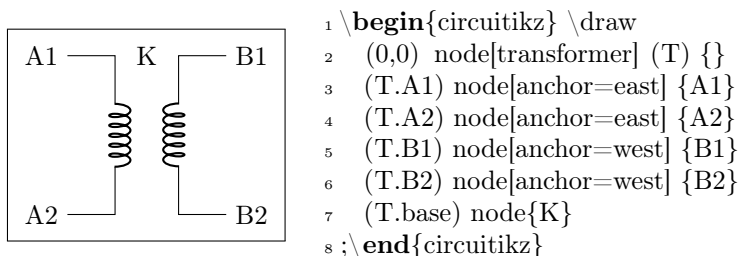 A1 K B1
A2 B2
1 \begin{circuitikz} \draw
2 (0,0) node[transformer] (T) {}
3 (T.A1) node[anchor=east] {A1}
4 (T.A2) node[anchor=east] {A2}
5 (T.B1) node[anchor=west] {B1}
6 (T.B2) node[anchor=west] {B2}
7 (T.base) node{K}
8 ;\end{circuitikz}